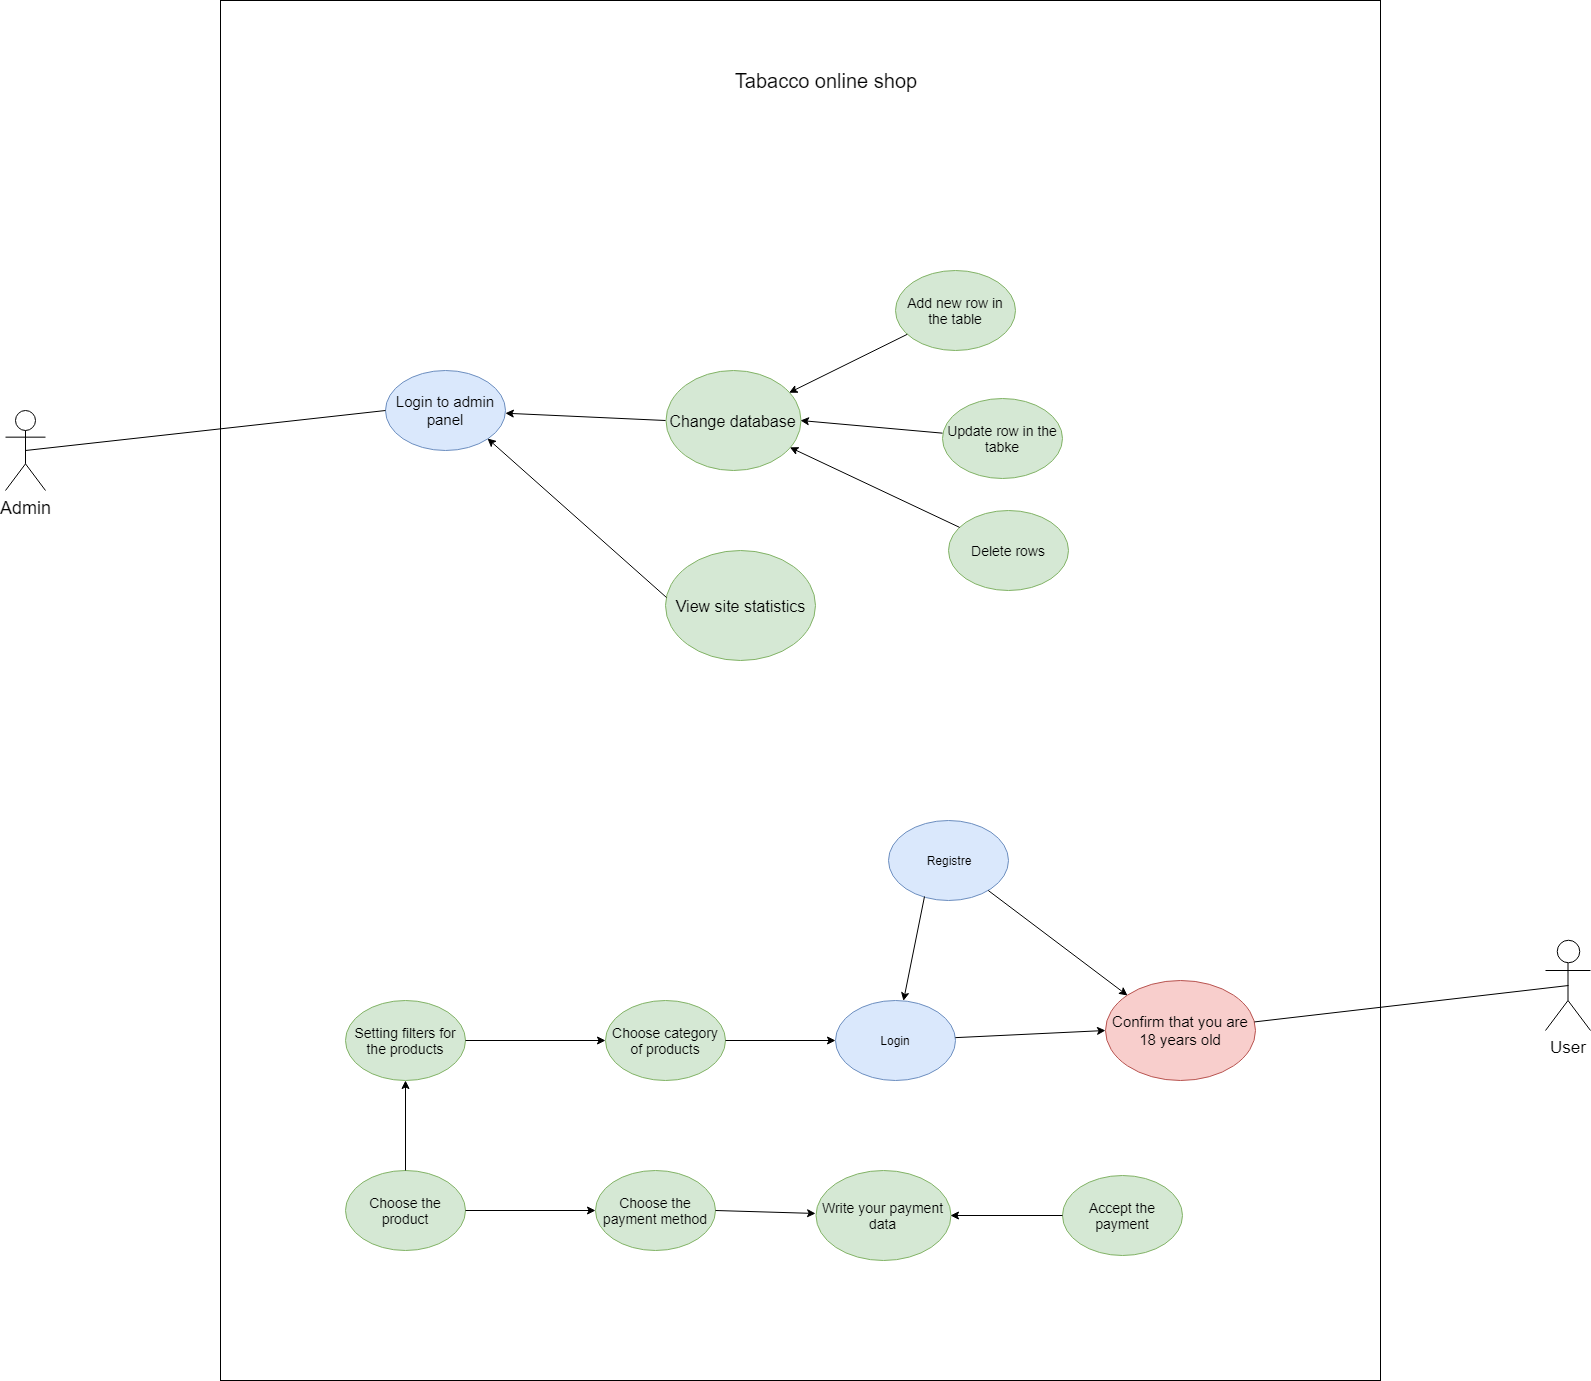 Tabacco online shop
Add new row in
the table
Login to admin
panel
Change database
Update row in the
tabke
Admin
Delete rows
View site statistics
Registre
Setting filters for
the products
Choose category
of products
Login
Confirm that you are
18 years old
User
Choose the
product
Choose the
payment method
Write your payment
data
Accept the
payment